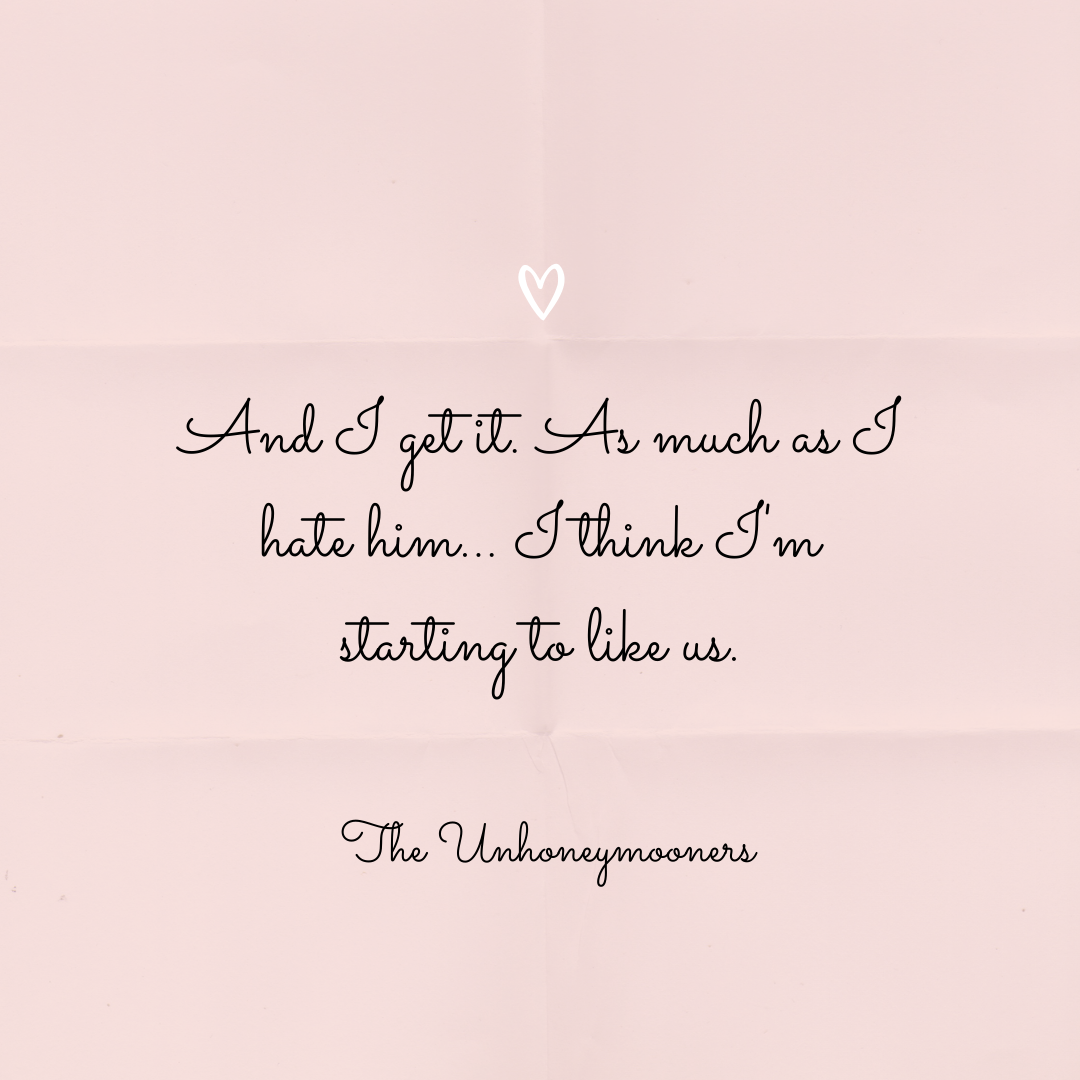 And I get it. As much as I
hate him... I think I'm
starting to like us.
The Unhoneymooners